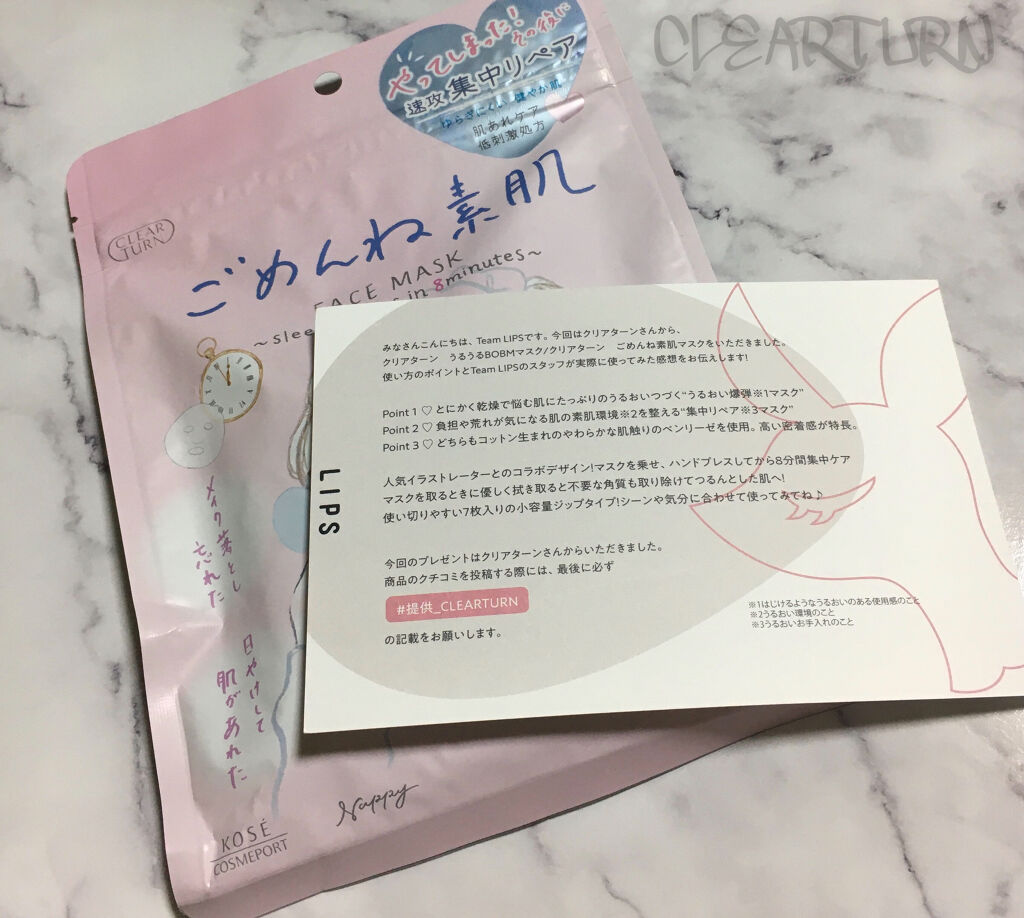 CLEARTURN
やってしまった!
その後に
速攻 集中リペア
ゆらぎにくい 健やか肌
肌あれケア
低刺激処方
CLEAR
TURN
ごめんね素肌
FACE MASK
in 8minutes~
メイク落とし
忘れた
日やけして
肌があれた
KOSÉ
COSMEPORT
Nappy
LIPS
みなさんこんにちは、Team LIPSです。今回はクリアターンさんから、
クリアターン うるうるBOBMマスク/クリアターン ごめんね素肌マスクをいただきました。
使い方のポイントとTeam LIPSのスタッフが実際に使ってみた感想をお伝えします!
Point 1 ♡ とにかく乾燥で悩む肌にたっぷりのうるおいつづく“うるおい爆弾※1マスク”
Point 2 ♡ 負担や荒れが気になる肌の素肌環境※2を整える“集中リペア※3マスク”
Point 3 ♡ どちらもコットン生まれのやわらかな肌触りのベンリーゼを使用。高い密着感が特長。
人気イラストレーターとのコラボデザイン!マスクを乗せ、ハンドプレスしてから8分間集中ケア
マスクを取るときに優しく拭き取ると不要な角質も取り除けてつるんとした肌へ!
使い切りやすい7枚入りの小容量ジップタイプ!シーンや気分に合わせて使ってみてね♪
今回のプレゼントはクリアターンさんからいただきました。
商品のクチコミを投稿する際には、最後に必ず
#提供_CLEARTURN
の記載をお願いします。
※1はじけるようなうるおいのある使用感のこと
※2うるおい環境のこと
※3うるおいお手入れのこと